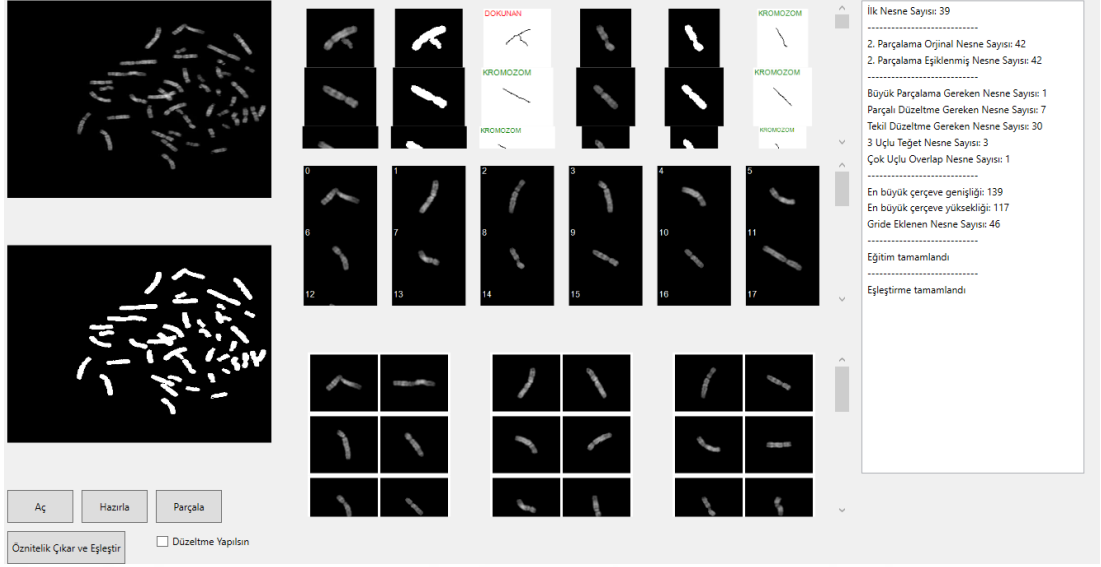 DOKUNAN
KROMOZOM
KROMOZOM
KROMOZOM
KROMOZOM
KROMOZOM
0
1
2
3
4
5
6
7
8
9
10
11
12
13
14
15
16
17
İlk Nesne Sayısı: 39
----------------------------
2. Parçalama Orjinal Nesne Sayısı: 42
2. Parçalama Eşiklenmiş Nesne Sayısı: 42
----------------------------
Büyük Parçalama Gereken Nesne Sayısı: 1
Parçalı Düzeltme Gereken Nesne Sayısı: 7
Tekil Düzeltme Gereken Nesne Sayısı: 30
3 Uçlu Teğet Nesne Sayısı: 3
Çok Uçlu Overlap Nesne Sayısı: 1
----------------------------
En büyük çerçeve genişliği: 139
En büyük çerçeve yüksekliği: 117
Gride Eklenen Nesne Sayısı: 46
----------------------------
Eğitim tamamlandı
----------------------------
Eşleştirme tamamlandı
Aç
Hazırla
Parçala
Öznitelik Çıkar ve Eşleştir
Düzeltme Yapılsın